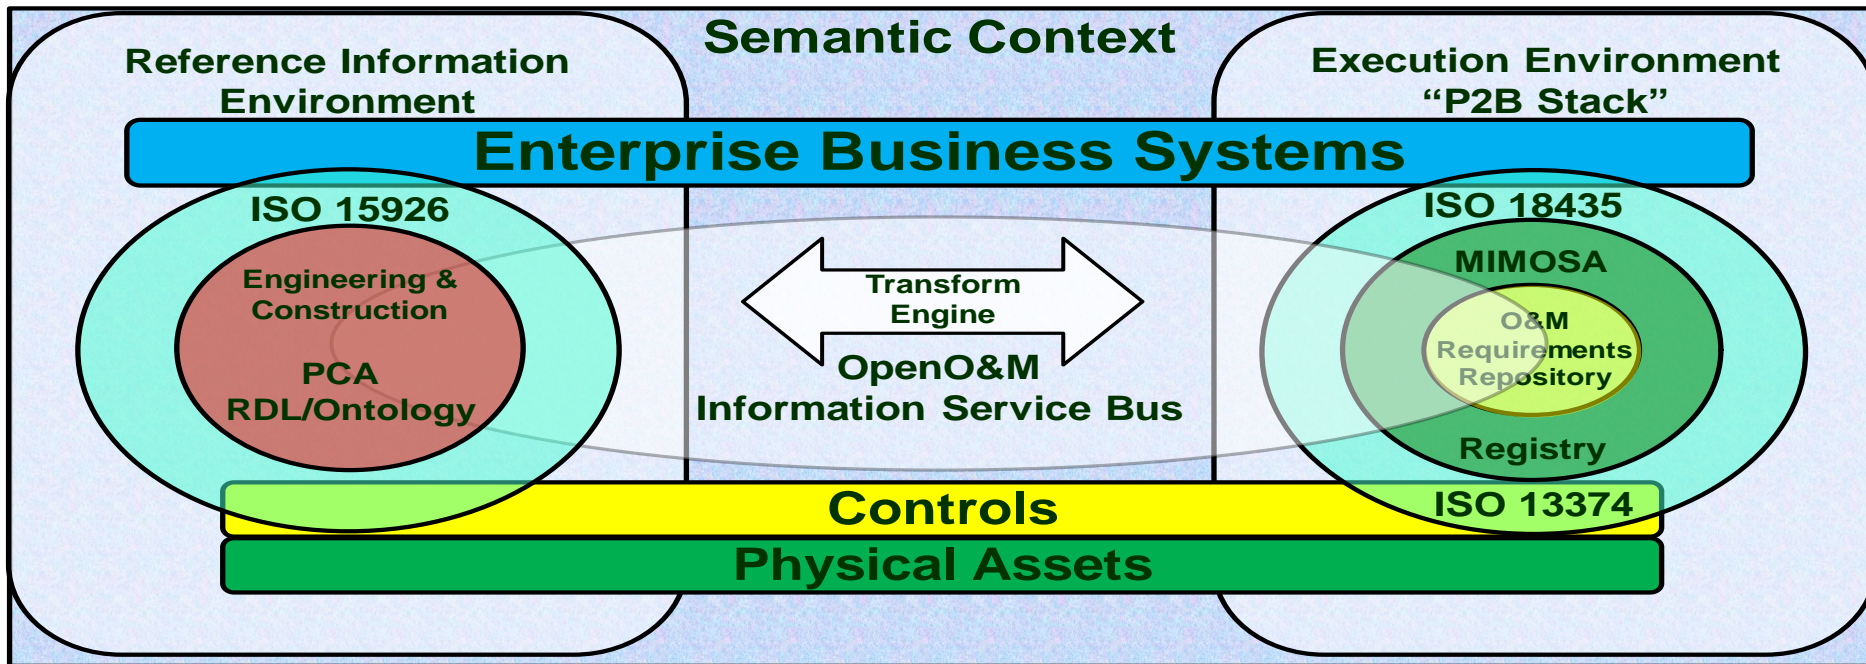 Semantic Context
Reference Information
Environment
Execution Environment
“P2B Stack”
Enterprise Business Systems
ISO 15926
Engineering &
Construction
PCA
RDL/Ontology
Transform
Engine
OpenO&M
Information Service Bus
ISO 18435
MIMOSA
O&M
Requirements
Repository
Registry
ISO 13374
Controls
Physical Assets